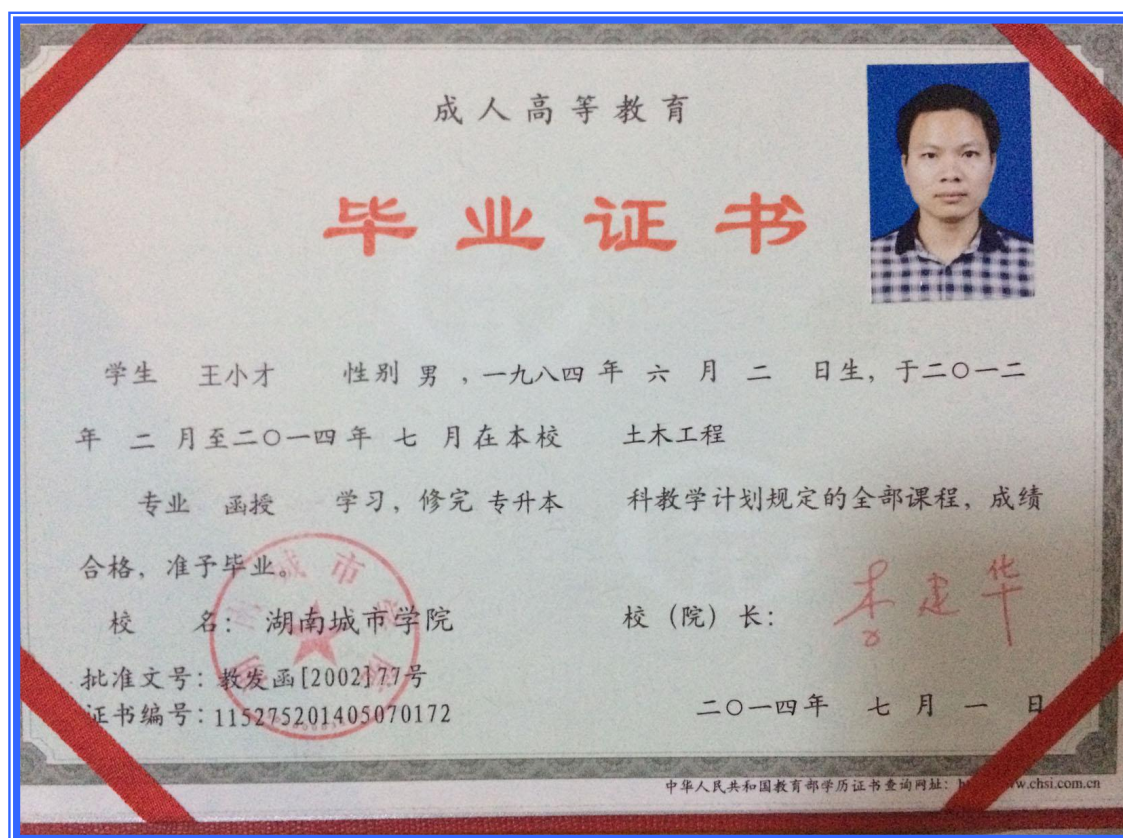 成人高等教育
毕业证书
学生 王小才 性别 男 ，一九八四 年 六 月 二 日生，于二〇一二
年 二 月至二〇一四 年 七 月在本校 土木工程
专业 函授 学习，修完 专升本 科教学计划规定的全部课程，成绩
合格，准予毕业。
校 名：湖南城市学院 校（院）长：李建华
批准文号：教发函[2002]77号
证书编号：115275201405070172 二〇一四年 七 月 一 日
中华人民共和国教育部学历证书查询网址： w.chsi.com.cn